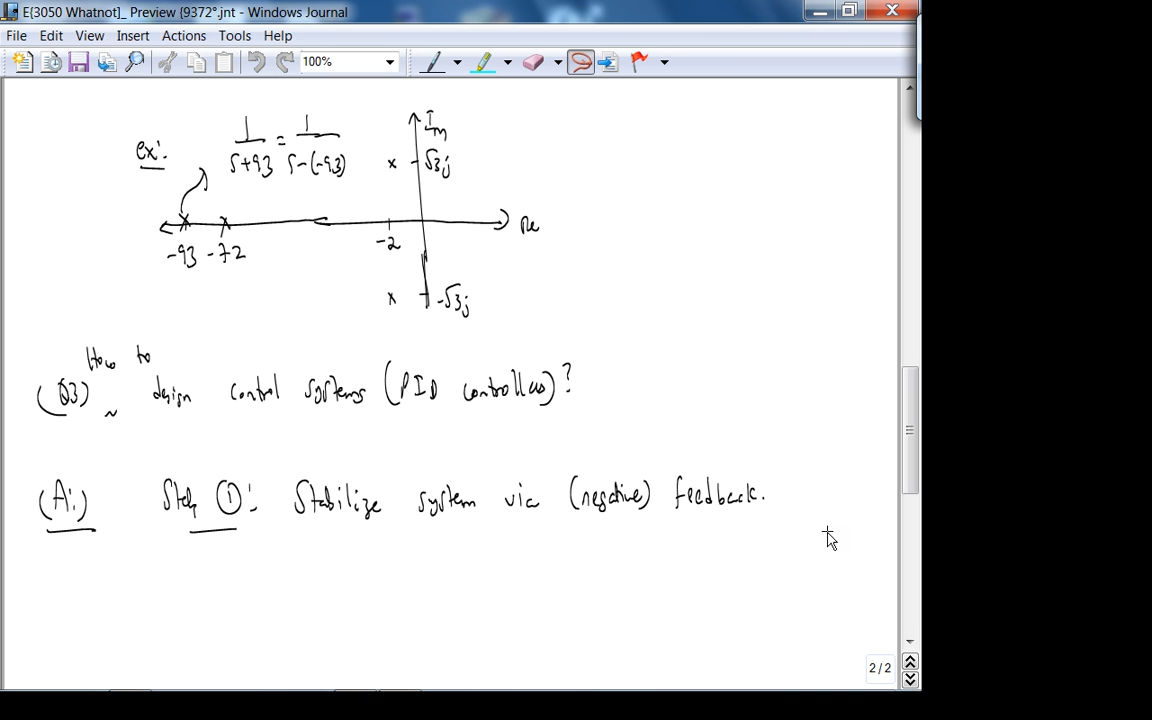 E{3050 Whatnot]_ Preview {9372°.jnt - Windows Journal
File Edit View Insert Actions Tools Help
100%
ex: 1/(s+93) = 1/(s-(-93))
Im
√3j
Re
-93 -72 -2
-√3j
How to
(Q3) ~ design control systems (PID controllers)?
(A:) Step ①: Stabilize system via (negative) feedback.
2/2